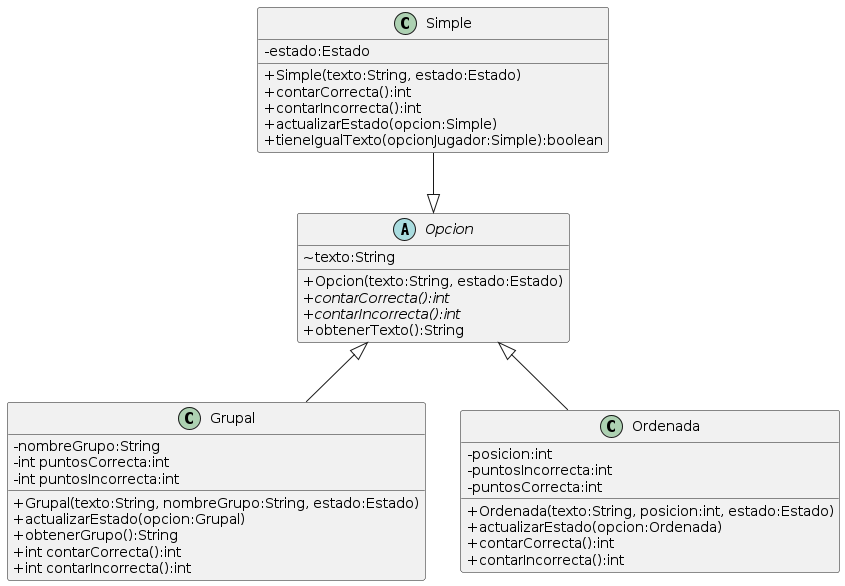 C Simple
-estado:Estado
+Simple(texto:String, estado:Estado)
+contarCorrecta():int
+contarIncorrecta():int
+actualizarEstado(opcion:Simple)
+tieneIgualTexto(opcionJugador:Simple):boolean
A Opcion
~texto:String
+Opcion(texto:String, estado:Estado)
+contarCorrecta():int
+contarIncorrecta():int
+obtenerTexto():String
C Grupal
-nombreGrupo:String
-int puntosCorrecta:int
-int puntosIncorrecta:int
+Grupal(texto:String, nombreGrupo:String, estado:Estado)
+actualizarEstado(opcion:Grupal)
+obtenerGrupo():String
+int contarCorrecta():int
+int contarIncorrecta():int
C Ordenada
-posicion:int
-puntosIncorrecta:int
-puntosCorrecta:int
+Ordenada(texto:String, posicion:int, estado:Estado)
+actualizarEstado(opcion:Ordenada)
+contarCorrecta():int
+contarIncorrecta():int